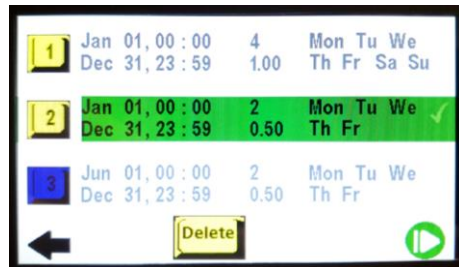 1 Jan 01, 00 : 00 4 Mon Tu We
Dec 31, 23 : 59 1.00 Th Fr Sa Su
2 Jan 01, 00 : 00 2 Mon Tu We
Dec 31, 23 : 59 0.50 Th Fr
3 Jun 01, 00 : 00 2 Mon Tu We
Dec 31, 23 : 59 0.50 Th Fr
Delete